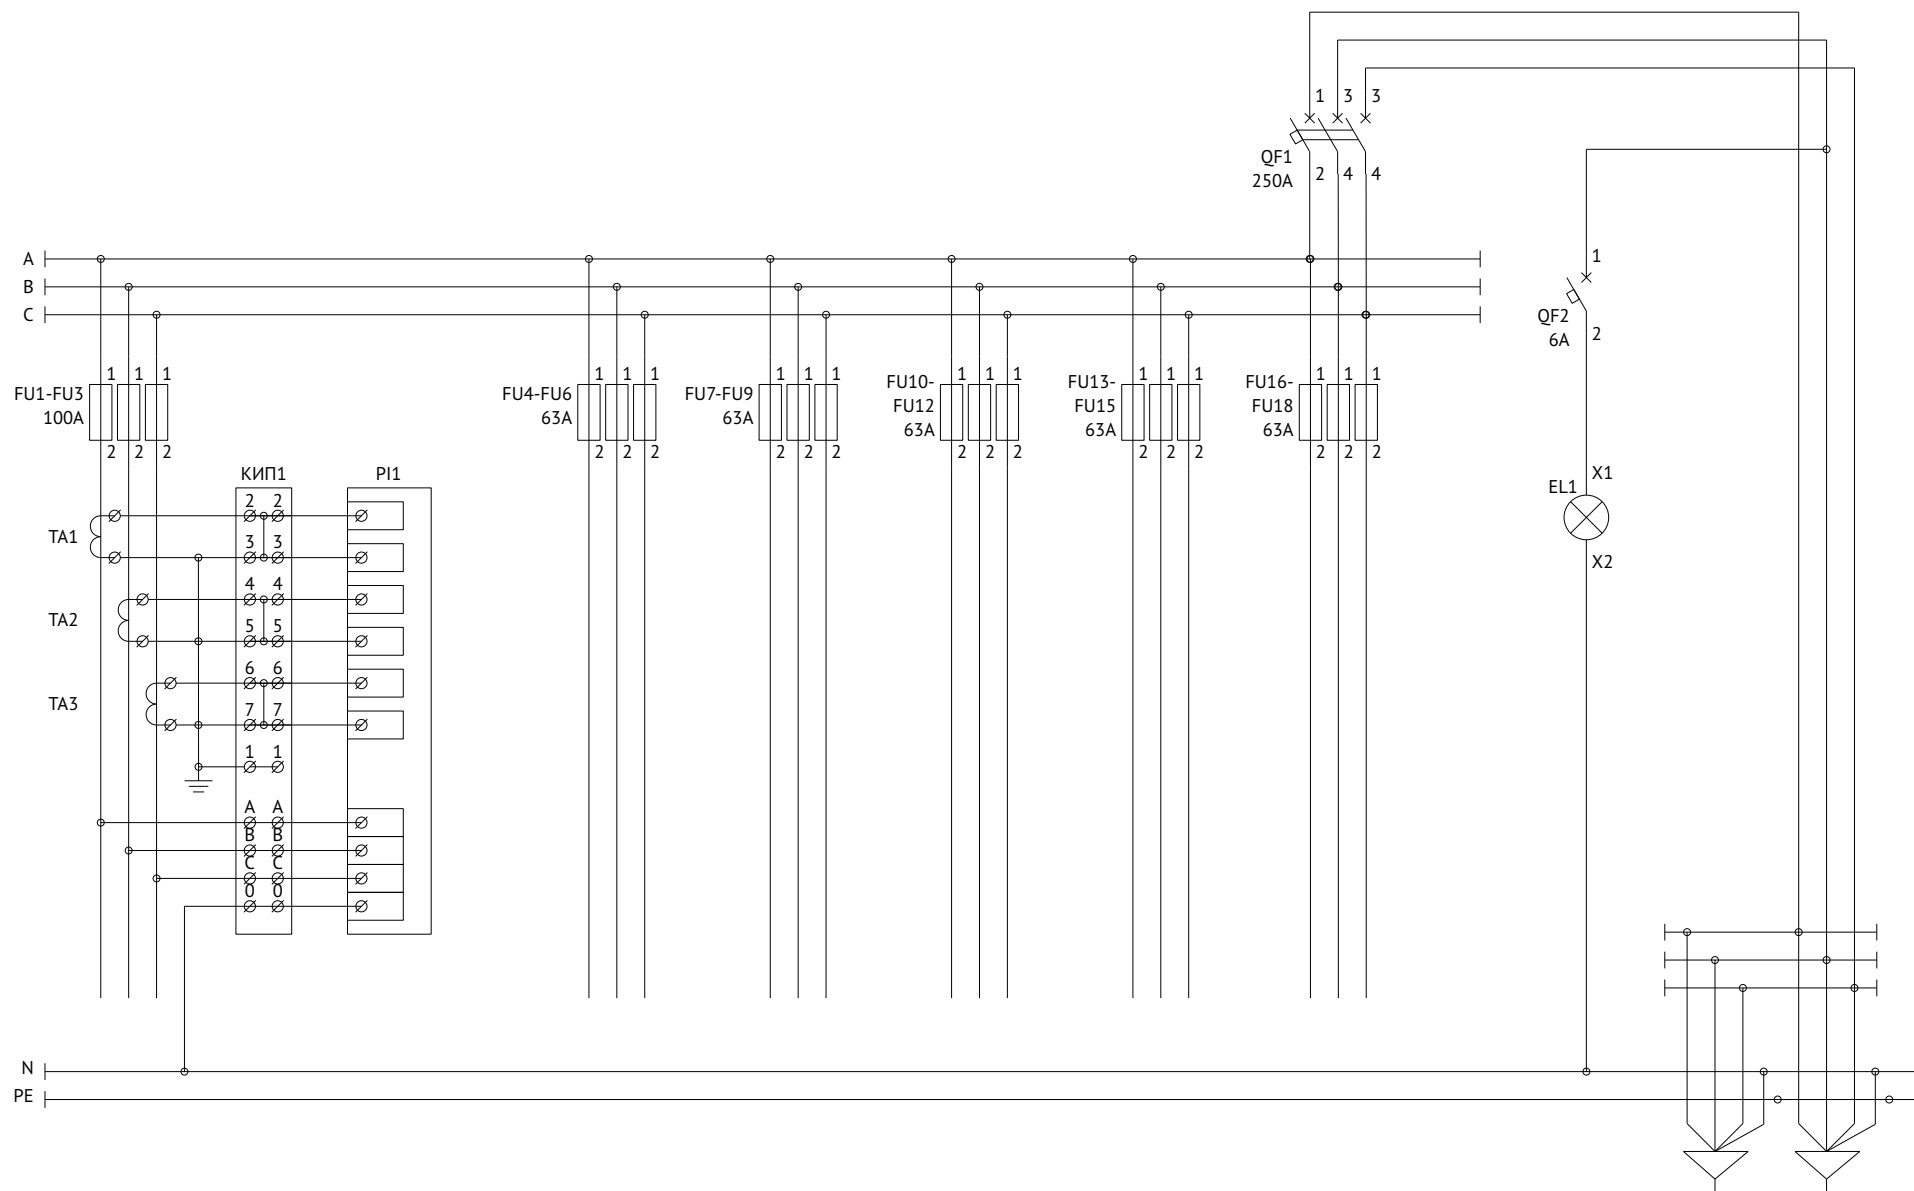 1 3 3
QF1
250A
2 4 4
A
B
C
1
QF2
6A
2
1 1 1
FU1-FU3
100A
2 2 2
1 1 1
FU4-FU6
63A
2 2 2
1 1 1
FU7-FU9
63A
2 2 2
1 1 1
FU10-
FU12
63A
2 2 2
1 1 1
FU13-
FU15
63A
2 2 2
1 1 1
FU16-
FU18
63A
2 2 2
КИП1
PI1
X1
EL1
X2
TA1
TA2
TA3
2 2
3 3
4 4
5 5
6 6
7 7
1 1
A A
B B
C C
0 0
N
PE